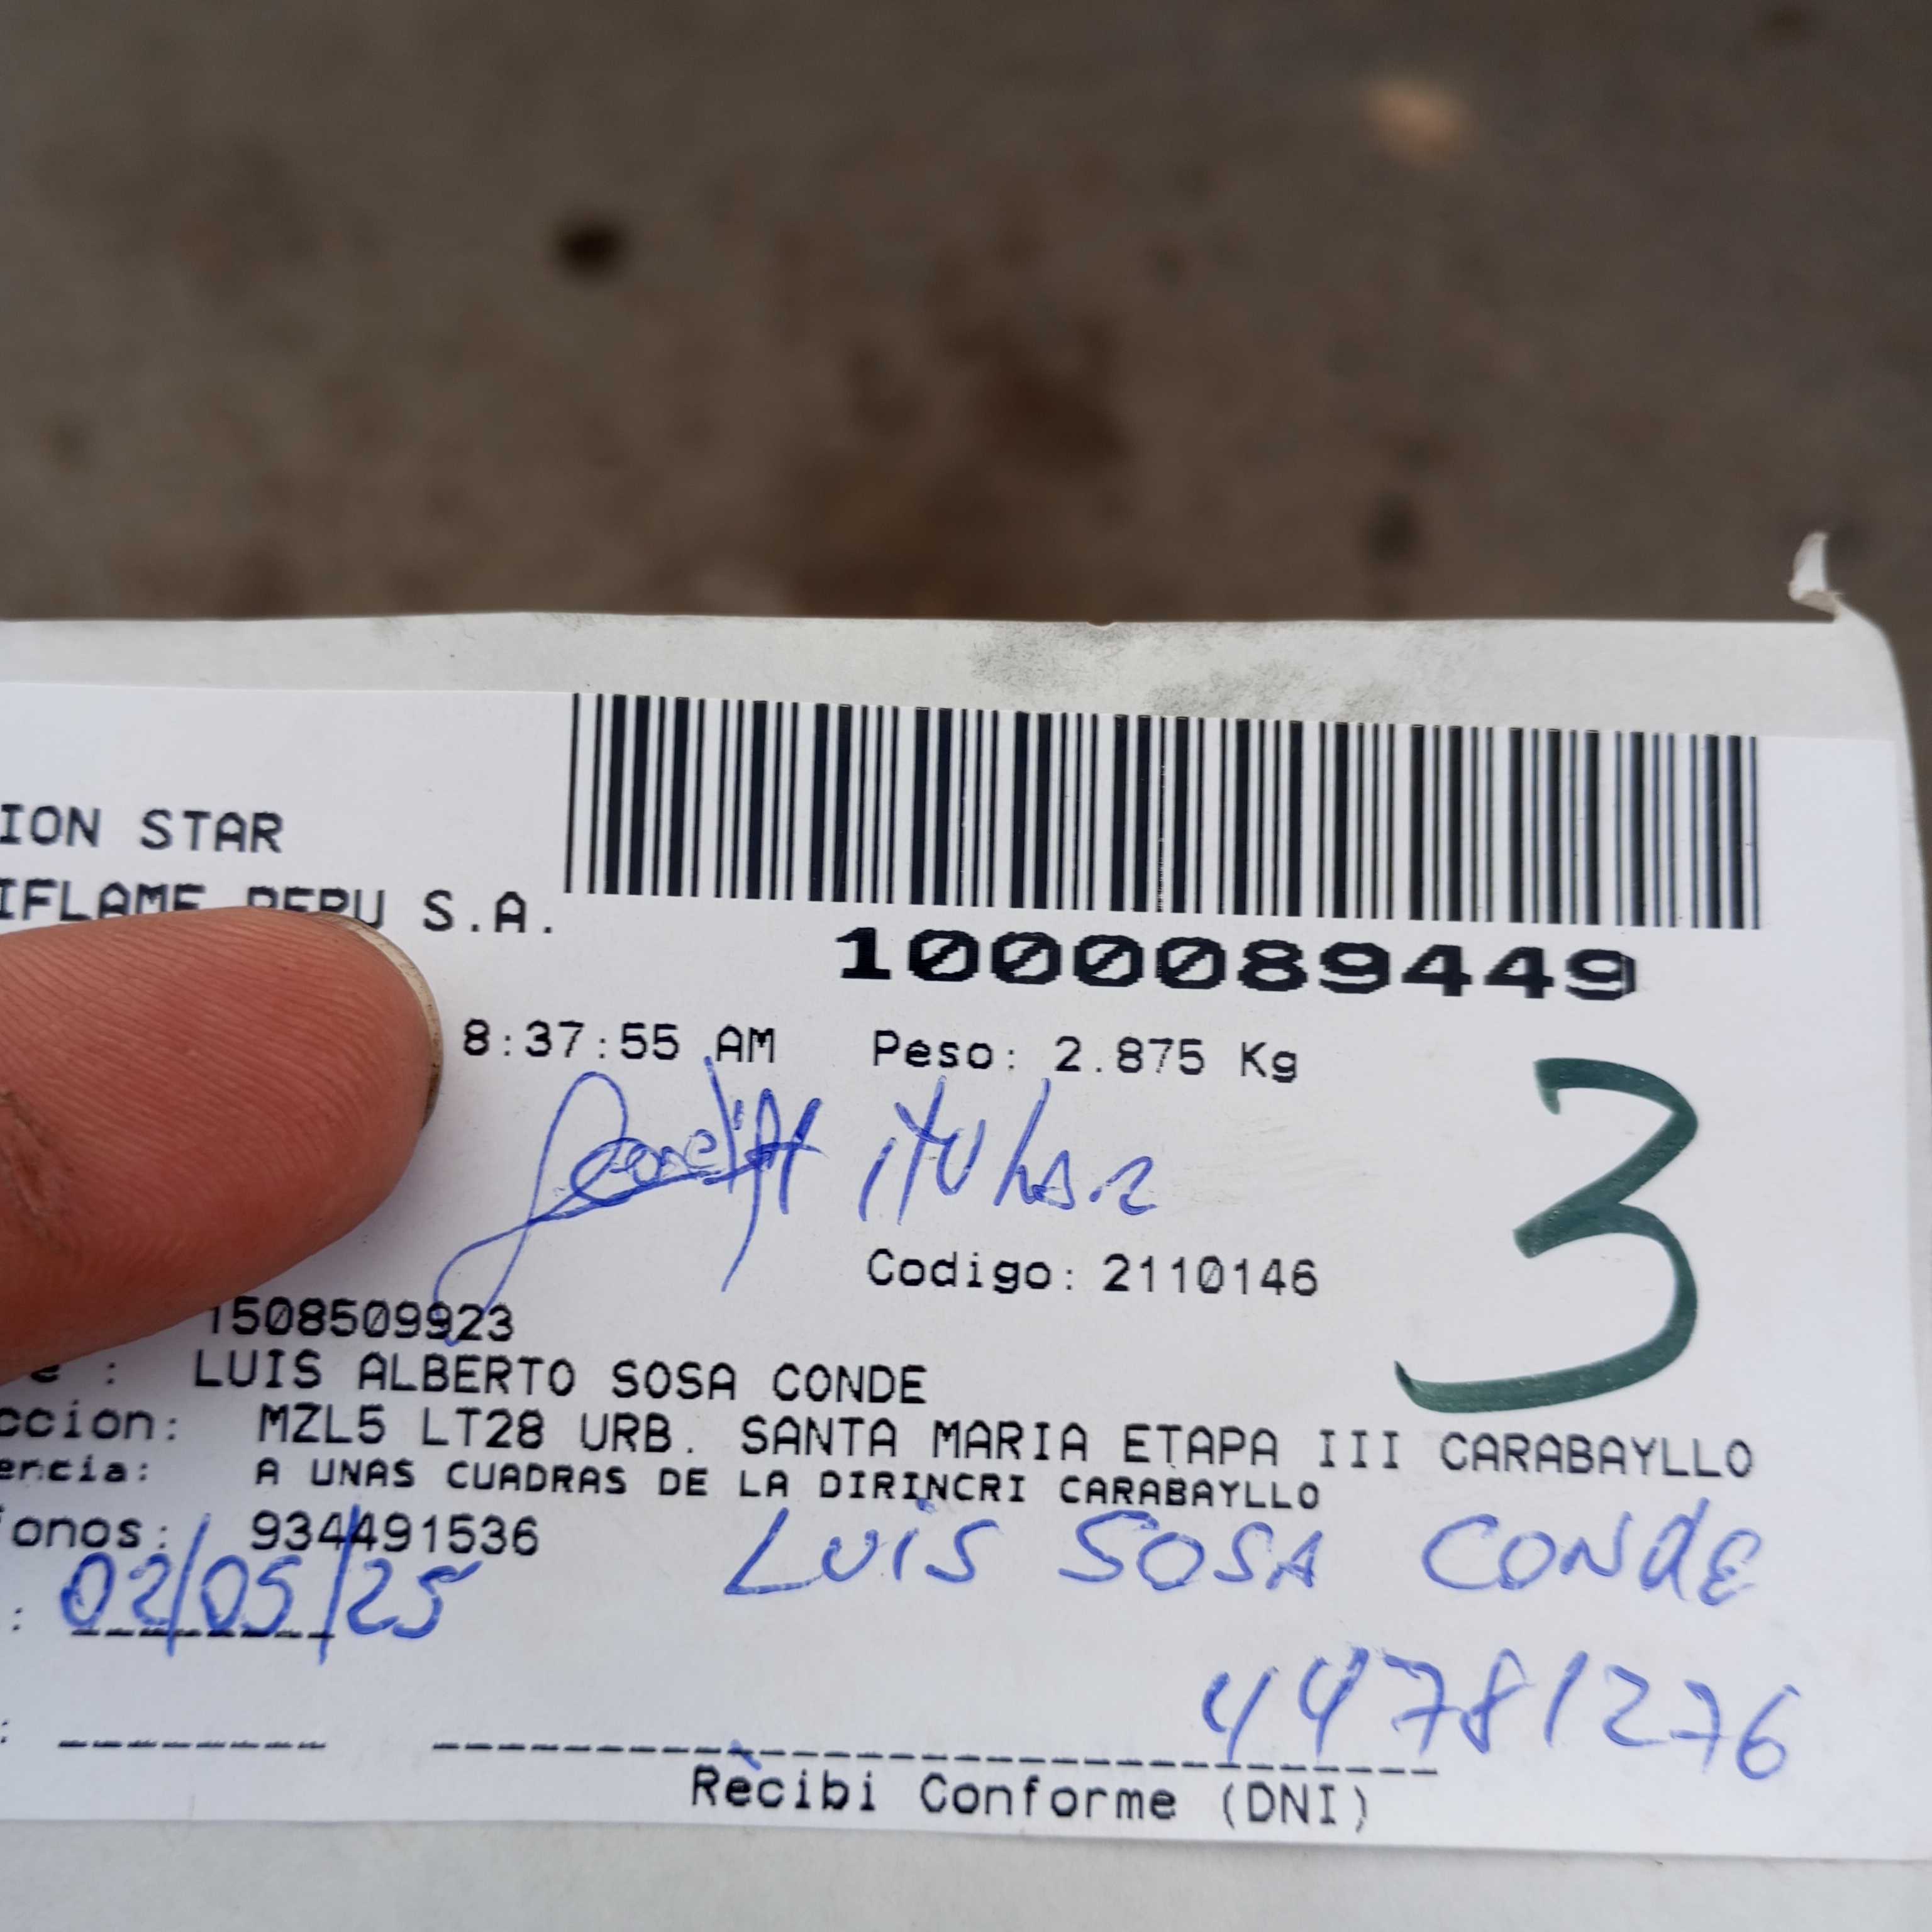 ION STAR
IFLAME PERU S.A.
1000089449
8:37:55 AM Peso: 2.875 Kg
titular
Codigo: 2110146
1508509923
e : LUIS ALBERTO SOSA CONDE
ccion: MZL5 LT28 URB. SANTA MARIA ETAPA III CARABAYLLO
encia: A UNAS CUADRAS DE LA DIRINCRI CARABAYLLO
onos: 934491536
LUIS SOSA CONDE
: 02/05/25
44781276
:
Recibi Conforme (DNI)
3